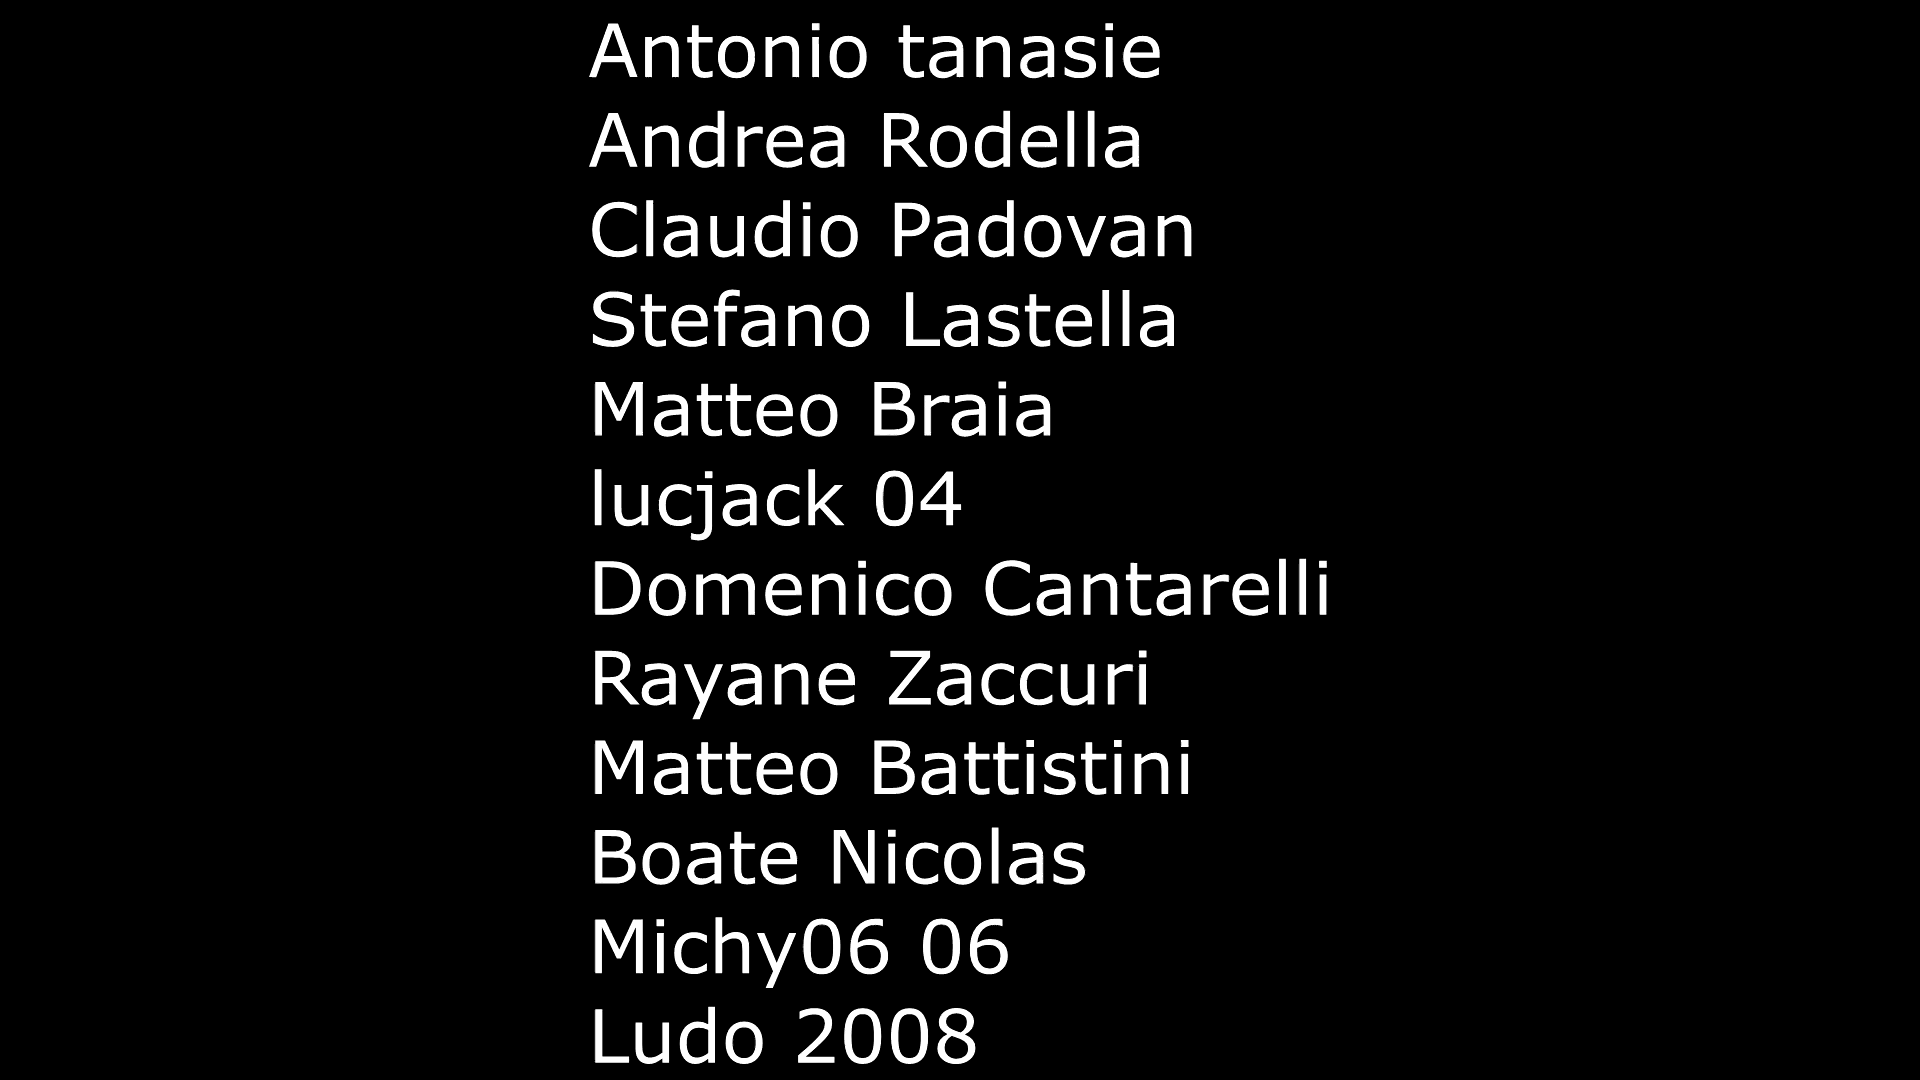 Antonio tanasie
Andrea Rodella
Claudio Padovan
Stefano Lastella
Matteo Braia
lucjack 04
Domenico Cantarelli
Rayane Zaccuri
Matteo Battistini
Boate Nicolas
Michy06 06
Ludo 2008